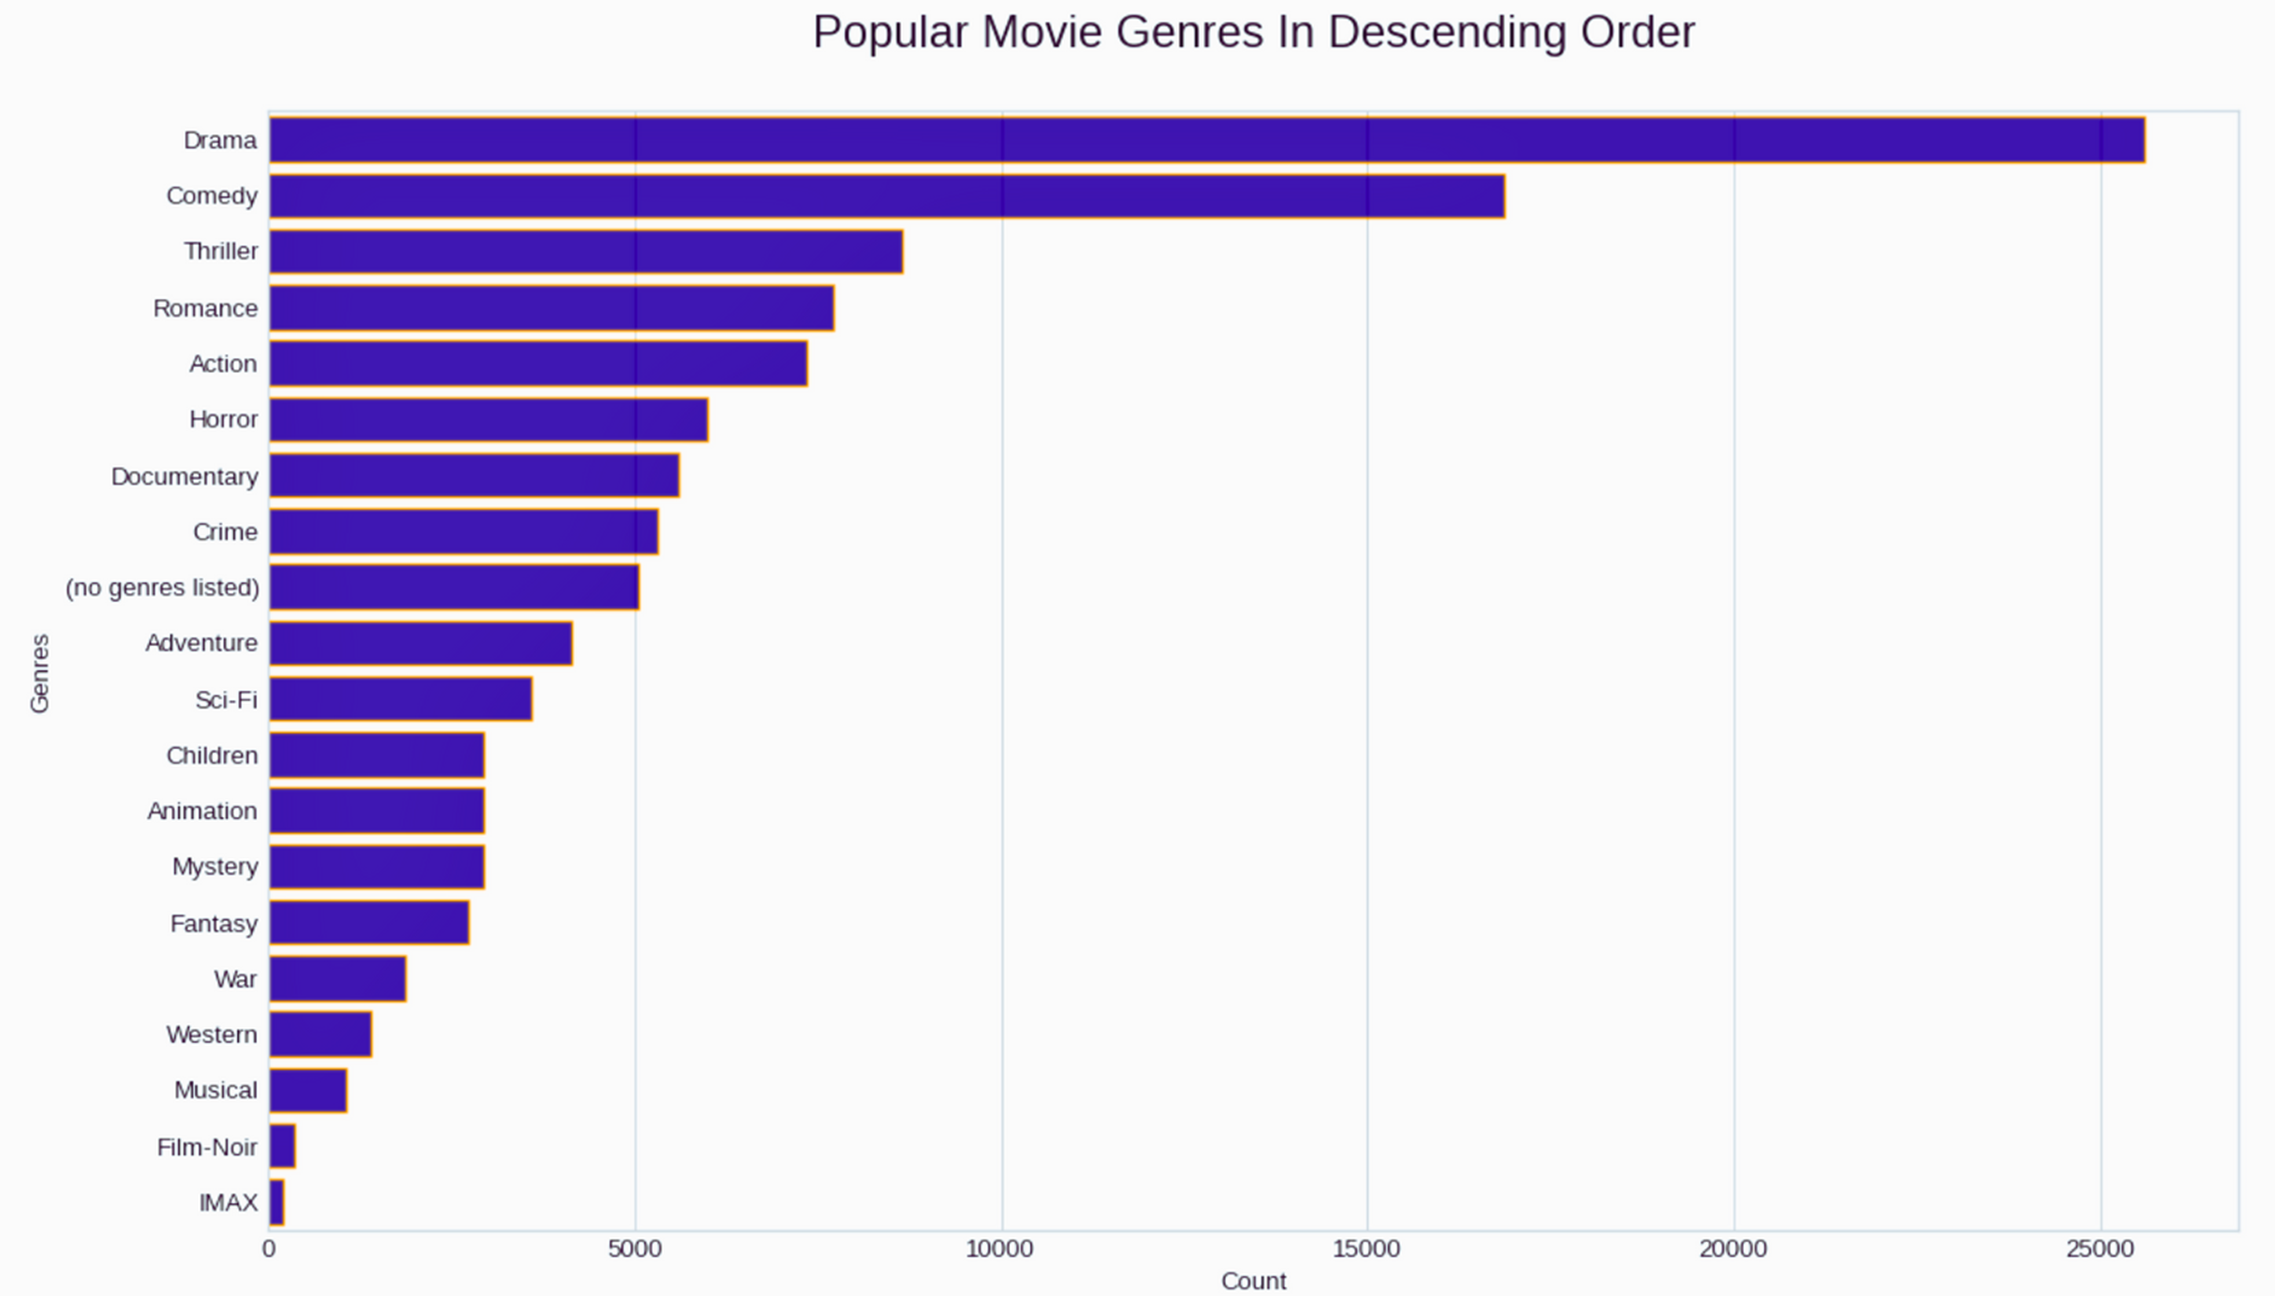 Popular Movie Genres In Descending Order
Drama
Comedy
Thriller
Romance
Action
Horror
Documentary
Crime
(no genres listed)
Adventure
Sci-Fi
Children
Animation
Mystery
Fantasy
War
Western
Musical
Film-Noir
IMAX
Genres
0 5000 10000 15000 20000 25000
Count